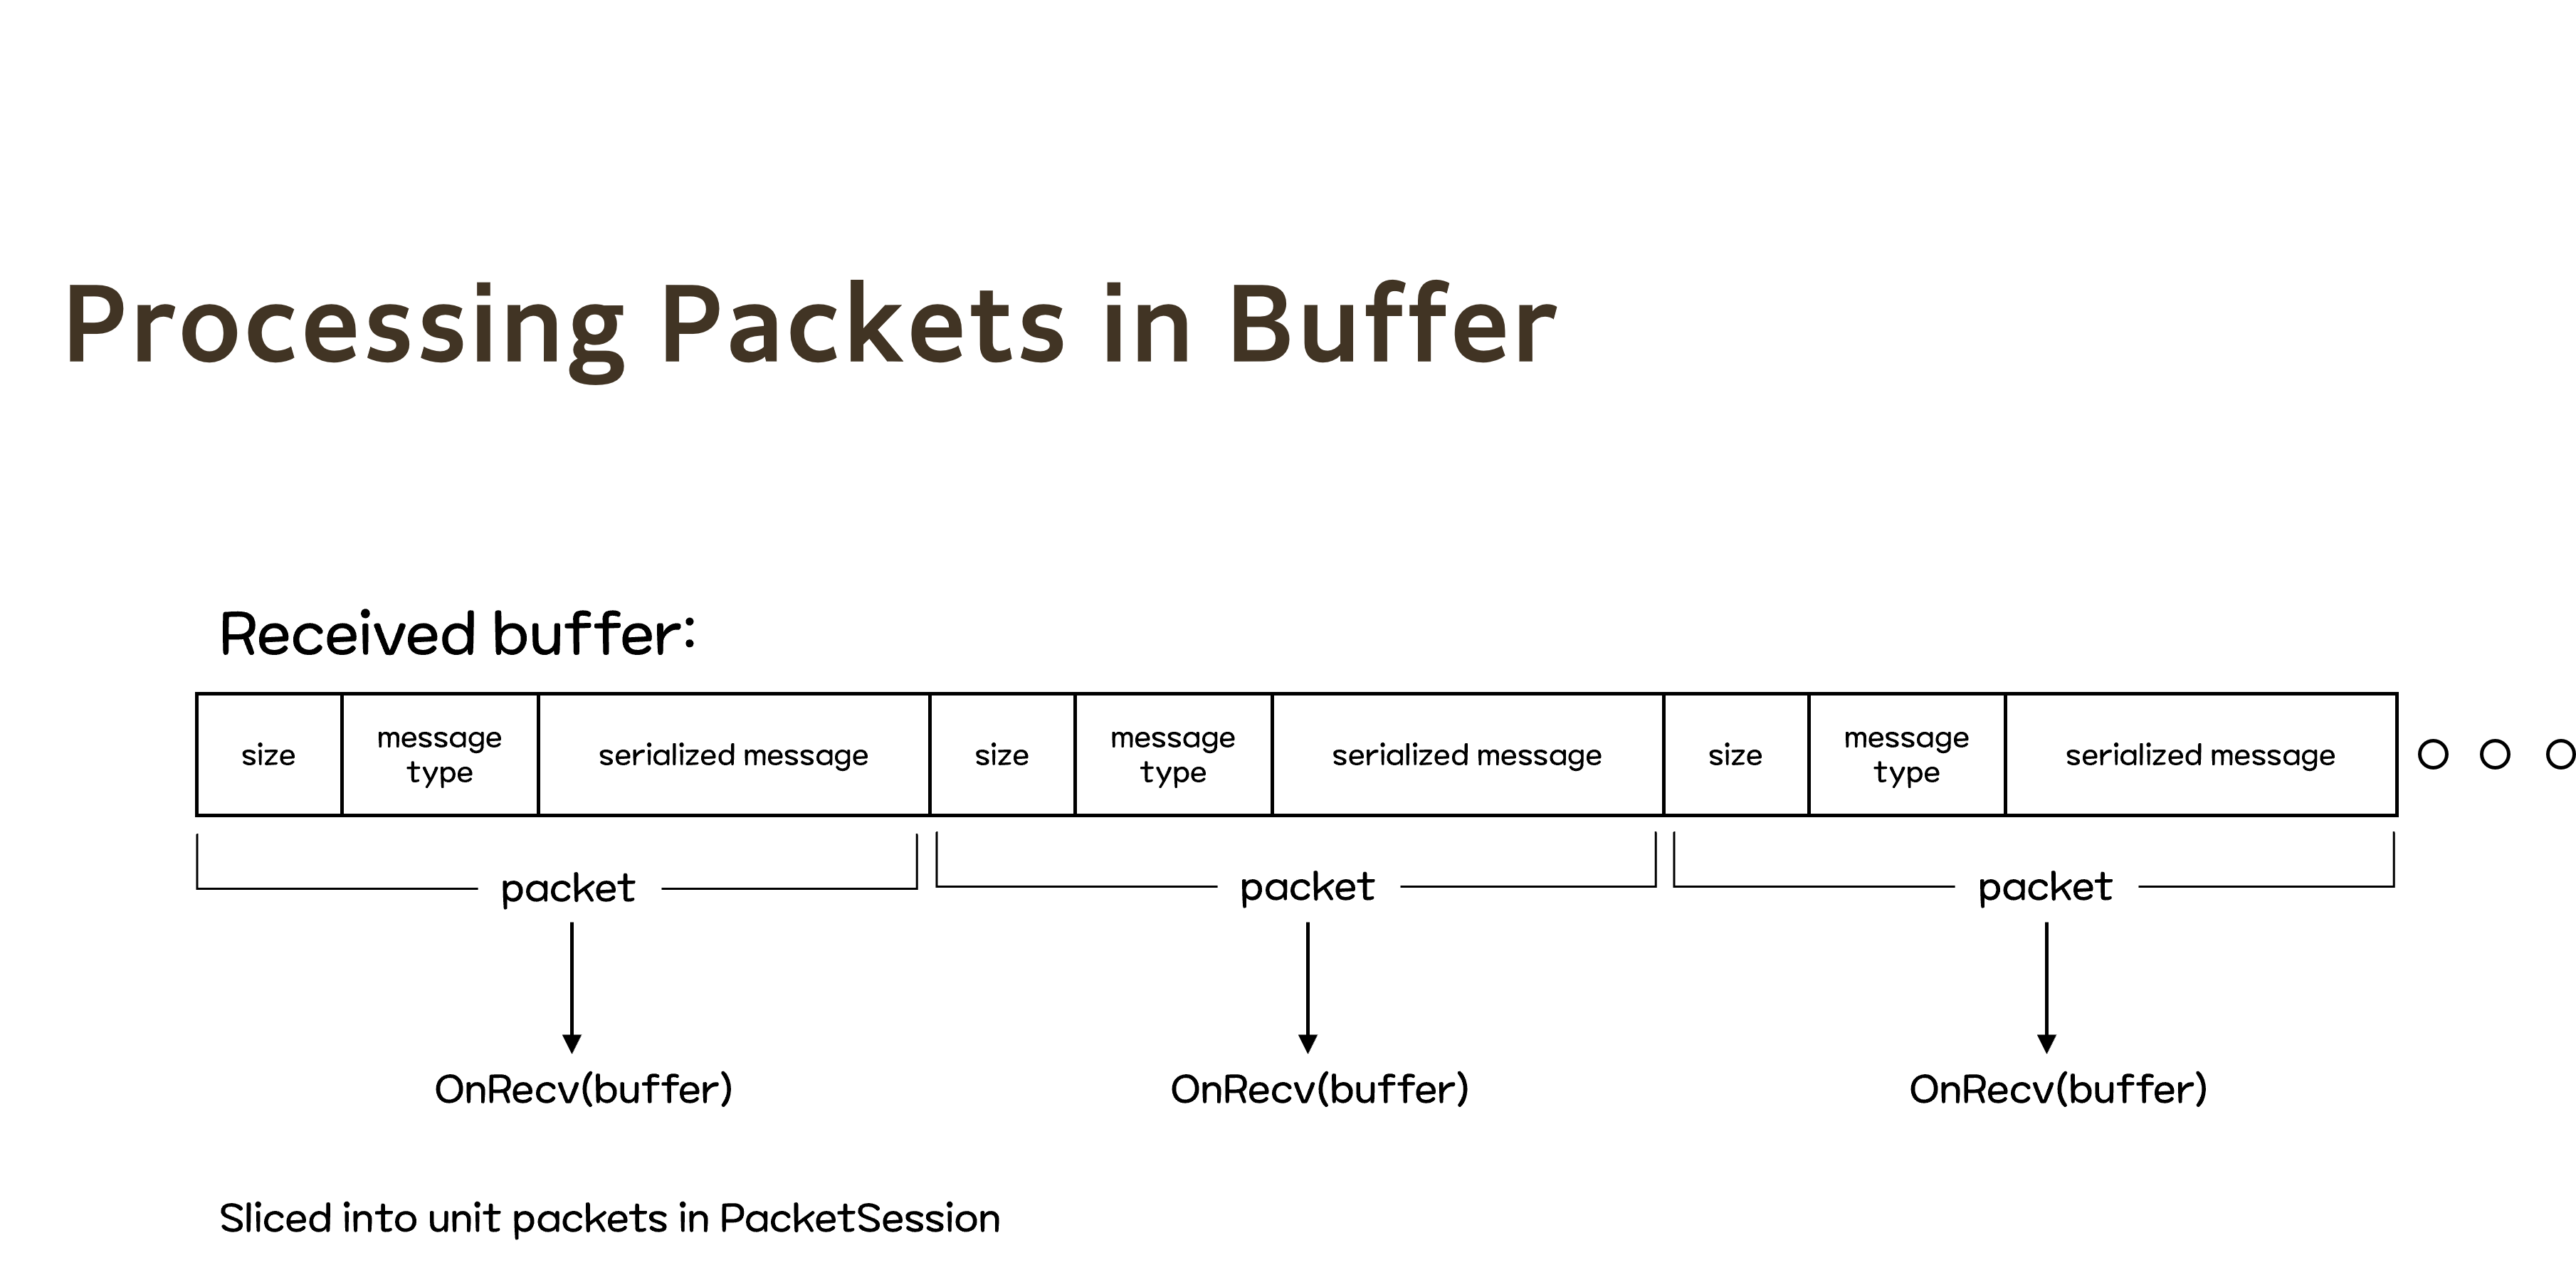 Processing Packets in Buffer
Received buffer:
size
message
type
serialized message
size
message
type
serialized message
size
message
type
serialized message
packet
packet
packet
OnRecv(buffer)
OnRecv(buffer)
OnRecv(buffer)
Sliced into unit packets in PacketSession